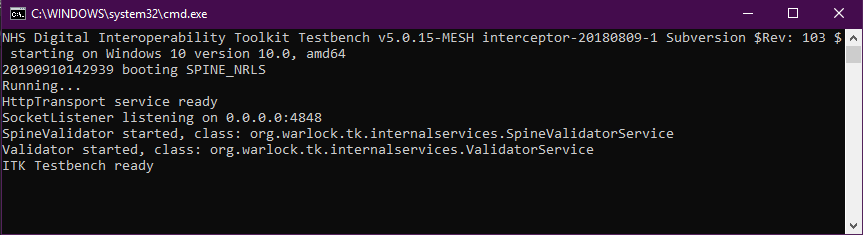 C:\WINDOWS\system32\cmd.exe
NHS Digital Interoperability Toolkit Testbench v5.0.15-MESH interceptor-20180809-1 Subversion $Rev: 103 $
 starting on Windows 10 version 10.0, amd64
20190910142939 booting SPINE_NRLS
Running...
HttpTransport service ready
SocketListener listening on 0.0.0.0:4848
SpineValidator started, class: org.warlock.tk.internalservices.SpineValidatorService
Validator started, class: org.warlock.tk.internalservices.ValidatorService
ITK Testbench ready